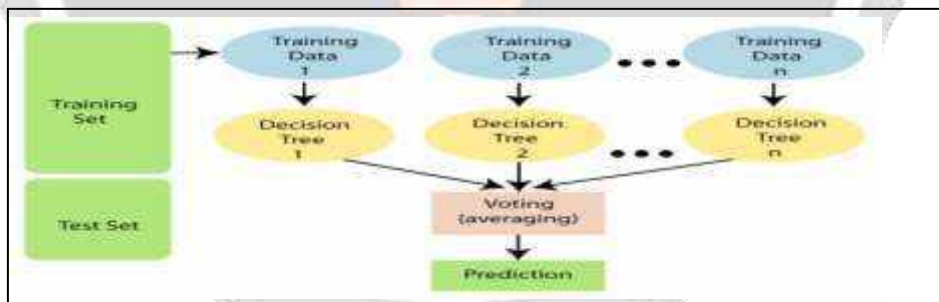 Training
Set
Test Set
Training
Data
1
Training
Data
2
Training
Data
n
Decision
Tree
1
Decision
Tree
2
Decision
Tree
n
Voting
(averaging)
Prediction